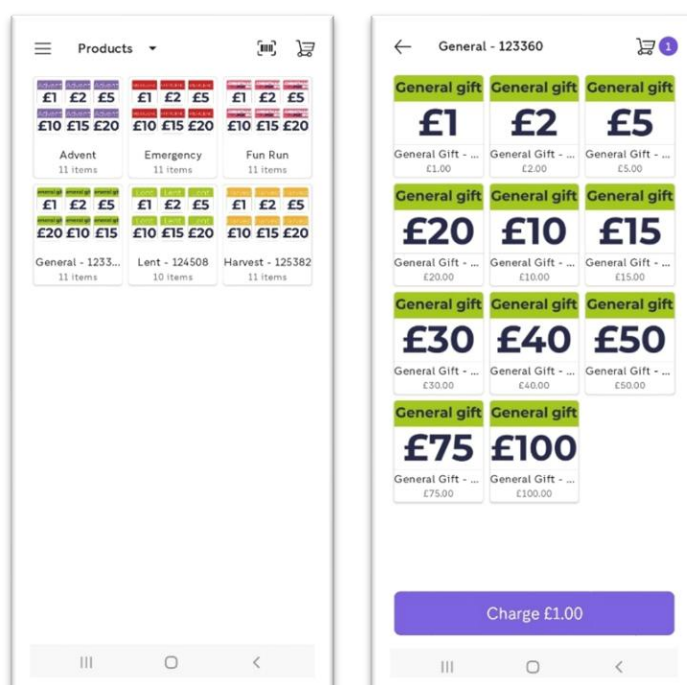 Products
£1 £2 £5
£10 £15 £20
Advent
11 items
£1 £2 £5
£10 £15 £20
Emergency
11 items
£1 £2 £5
£10 £15 £20
Fun Run
11 items
£1 £2 £5
£20 £10 £15
General - 1233...
11 items
Lent Lent Lent
£1 £2 £5
Lent Lent Lent
£10 £15 £20
Lent - 124508
10 items
£1 £2 £5
£10 £15 £20
Harvest - 125382
11 items
General - 123360
1
General gift
£1
General Gift - ...
£1.00
General gift
£2
General Gift - ...
£2.00
General gift
£5
General Gift - ...
£5.00
General gift
£20
General Gift - ...
£20.00
General gift
£10
General Gift - ...
£10.00
General gift
£15
General Gift - ...
£15.00
General gift
£30
General Gift - ...
£30.00
General gift
£40
General Gift - ...
£40.00
General gift
£50
General Gift - ...
£50.00
General gift
£75
General Gift - ...
£75.00
General gift
£100
General Gift - ...
£100.00
Charge £1.00